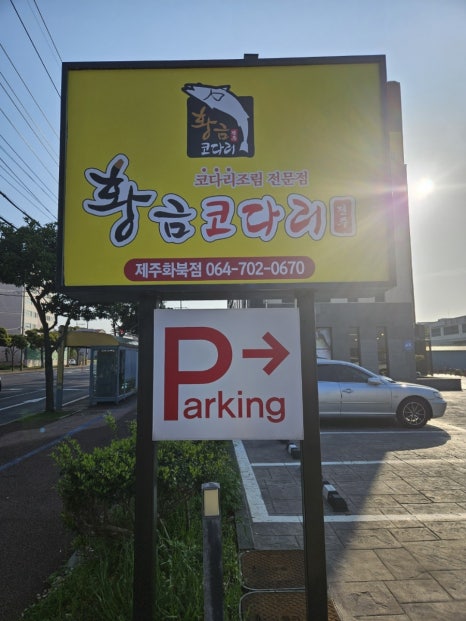 황금
코다리
코다리조림 전문점
황금코다리
제주화북점 064-702-0670
Parking →